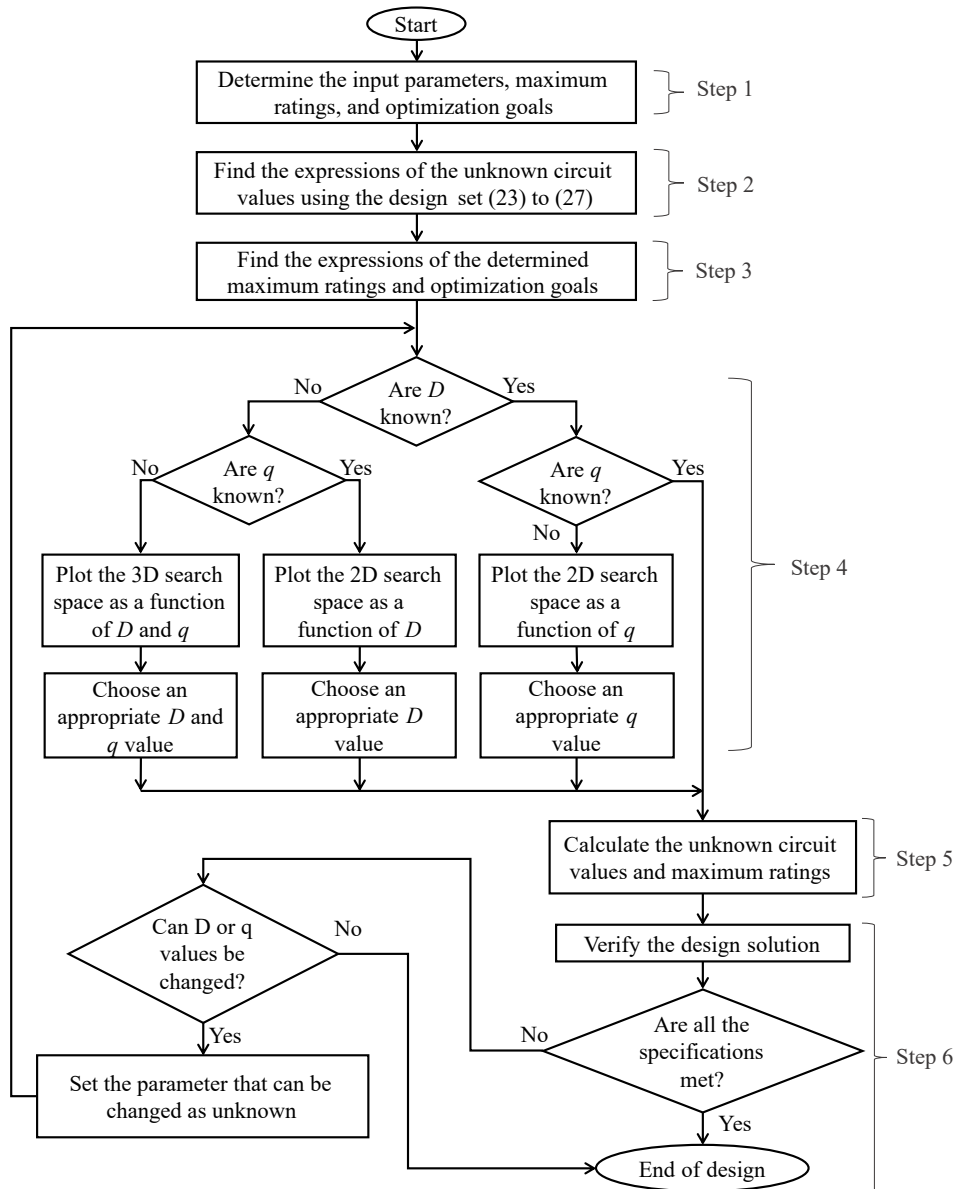 Start
Determine the input parameters, maximum
ratings, and optimization goals
Step 1
Find the expressions of the unknown circuit
values using the design set (23) to (27)
Step 2
Find the expressions of the determined
maximum ratings and optimization goals
Step 3
No
Are D
known?
Yes
No
Are q
known?
Yes
Are q
known?
Yes
No
Plot the 3D search
space as a function
of D and q
Plot the 2D search
space as a
function of D
Plot the 2D search
space as a
function of q
Step 4
Choose an
appropriate D and
q value
Choose an
appropriate D
value
Choose an
appropriate q
value
Calculate the unknown circuit
values and maximum ratings
Step 5
Can D or q
values be
changed?
No
Yes
Verify the design solution
No
Are all the
specifications
met?
Step 6
Set the parameter that can be
changed as unknown
Yes
End of design